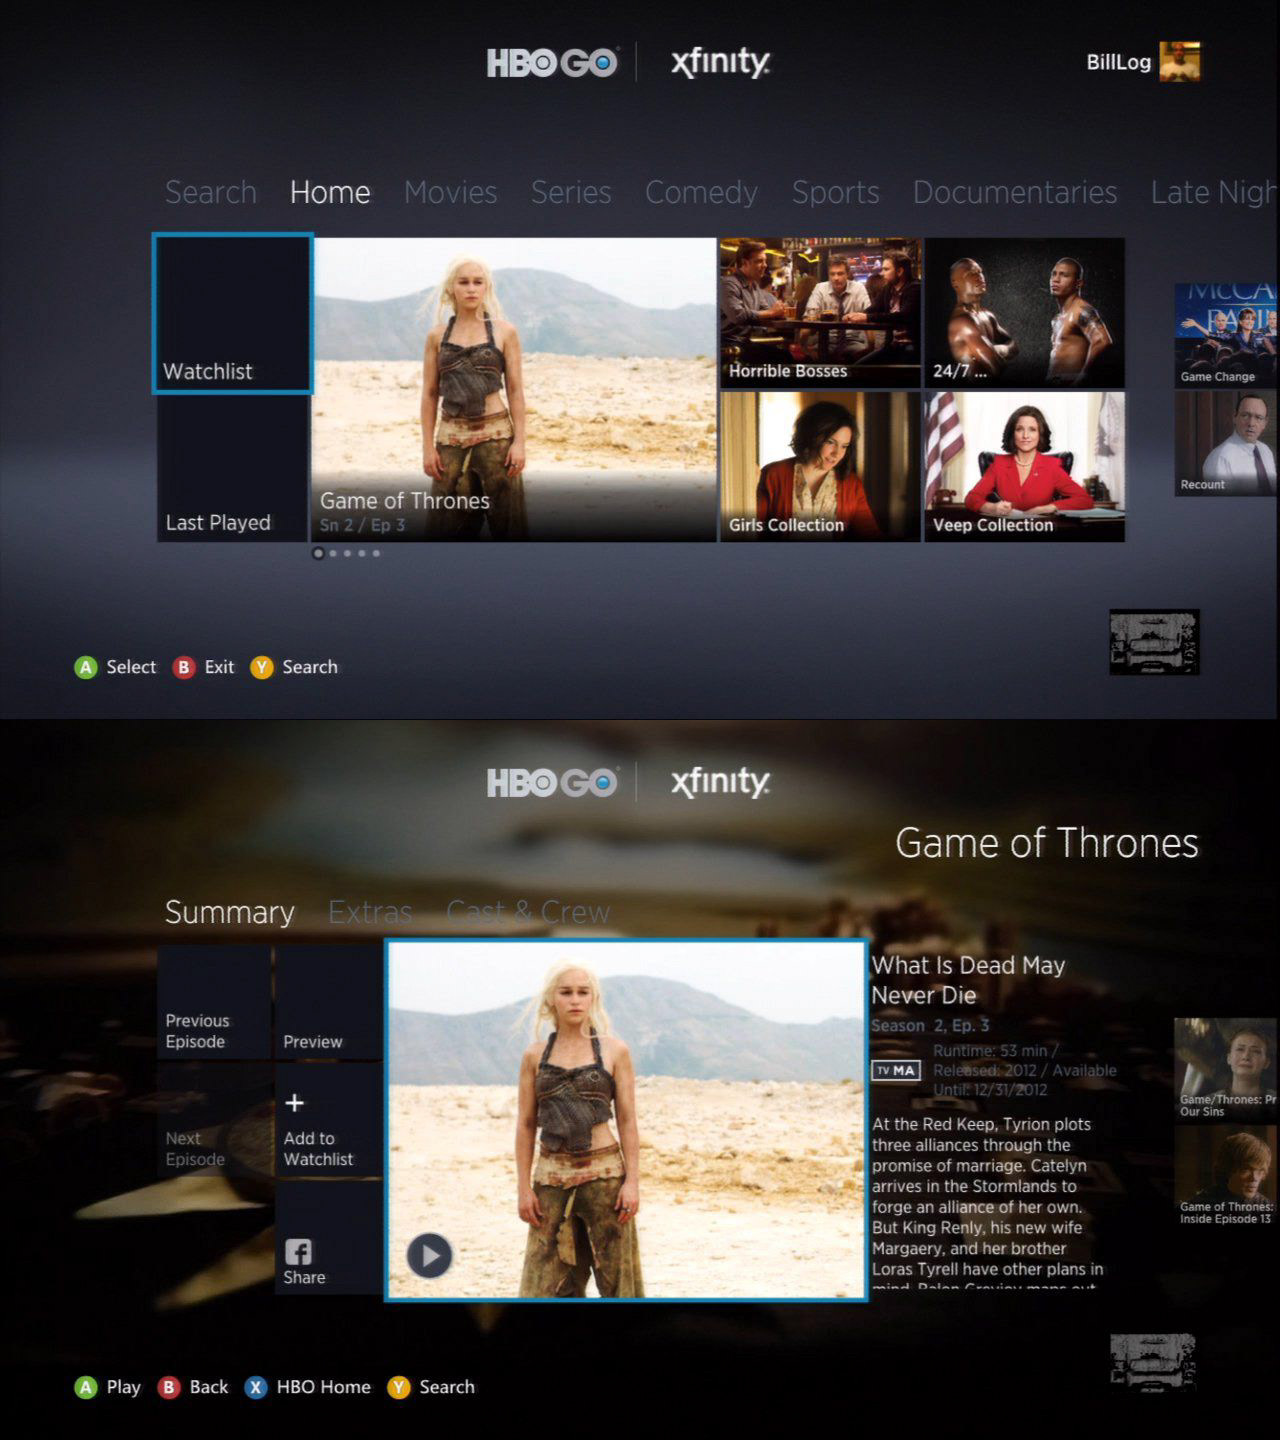 HBO GO
xfinity
BillLog
Search Home Movies Series Comedy Sports Documentaries Late Nigh
Watchlist
Last Played
Game of Thrones
Sn 2 / Ep 3
Horrible Bosses
24/7 ...
Girls Collection
Veep Collection
McCA
PALI
Game Change
Recount
A Select B Exit Y Search
HBO GO
xfinity
Game of Thrones
Summary Extras Cast & Crew
Previous
Episode
Preview
Next
Episode
+
Add to
Watchlist
f
Share
What Is Dead May
Never Die
Season 2, Ep. 3
TV MA
Runtime: 53 min /
Released: 2012 / Available
Until: 12/31/2012
At the Red Keep, Tyrion plots
three alliances through the
promise of marriage. Catelyn
arrives in the Stormlands to
forge an alliance of her own.
But King Renly, his new wife
Margaery, and her brother
Loras Tyrell have other plans in
mind. Balon Greyjoy maps out
Game/Thrones: Pr
Our Sins
Game of Thrones:
Inside Episode 13
A Play B Back X HBO Home Y Search